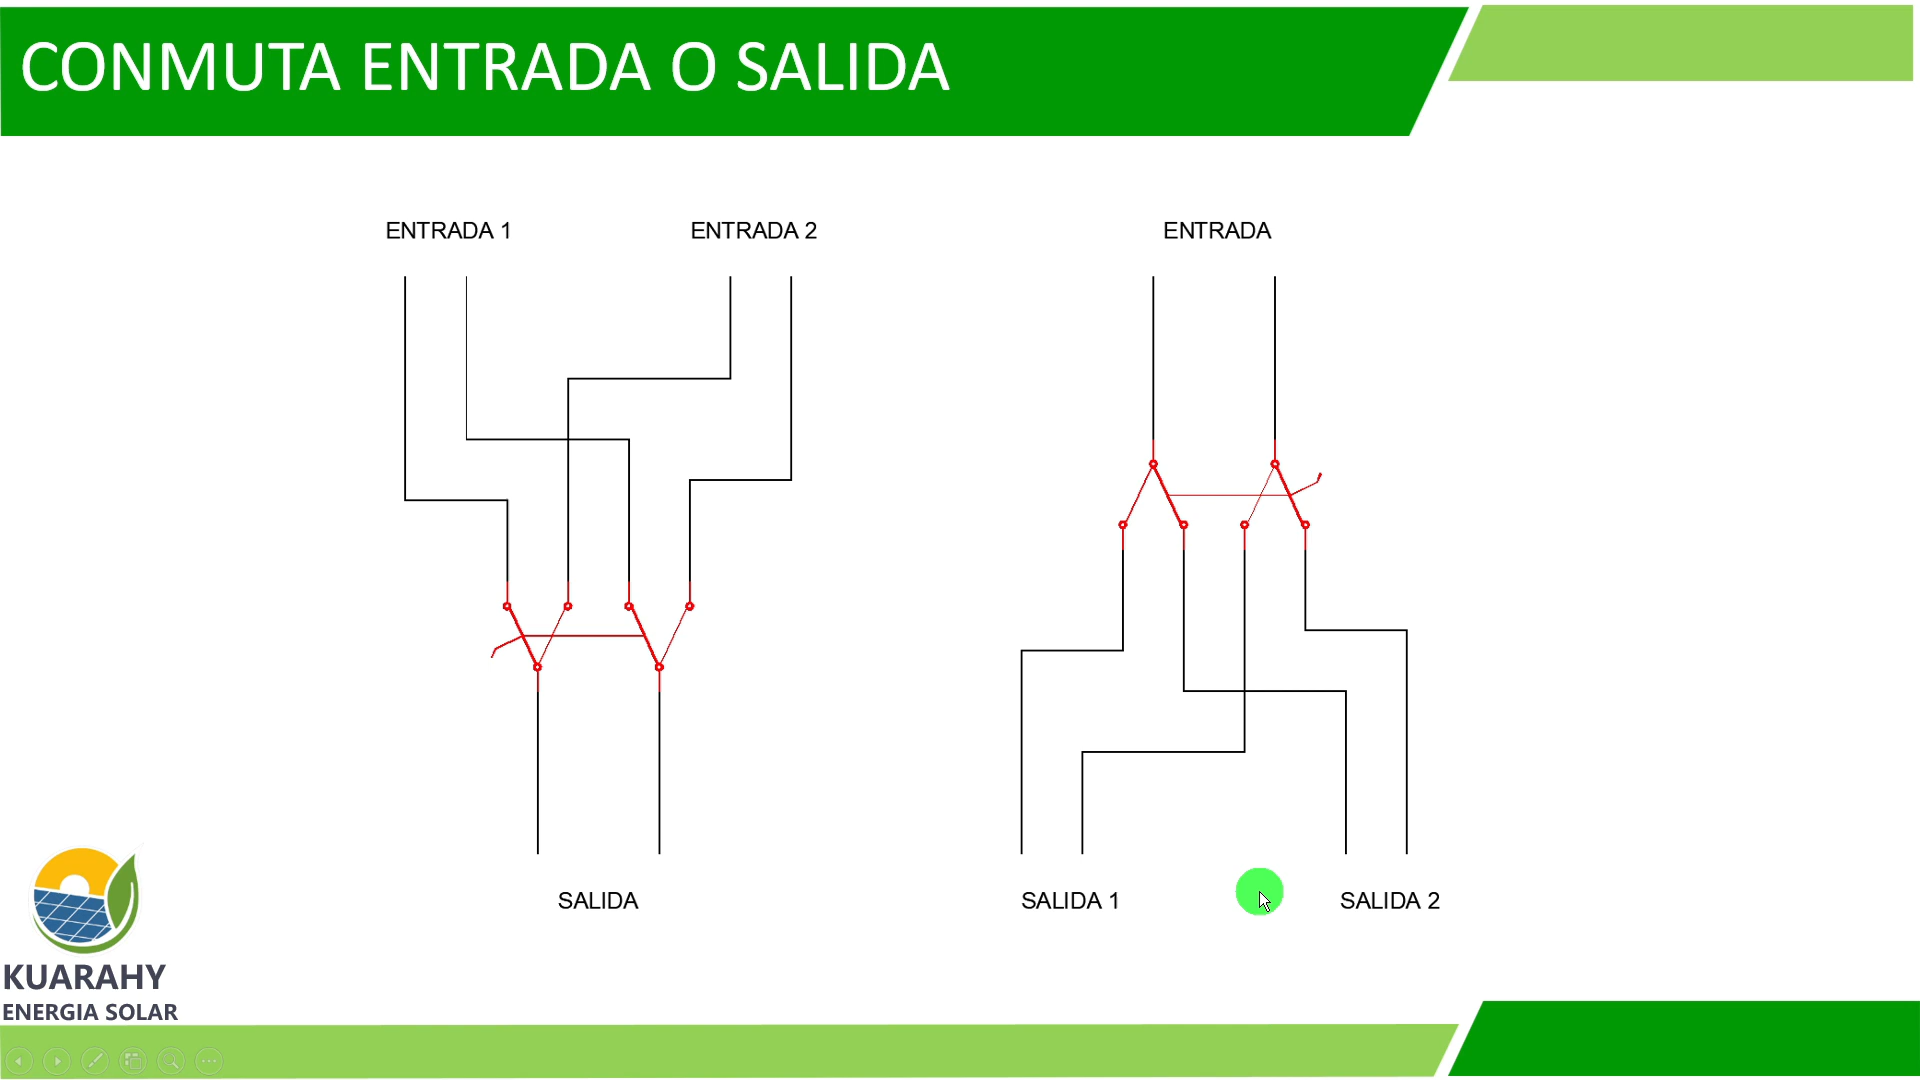 CONMUTA ENTRADA O SALIDA
ENTRADA 1
ENTRADA 2
ENTRADA
SALIDA
SALIDA 1
SALIDA 2
KUARAHY
ENERGIA SOLAR